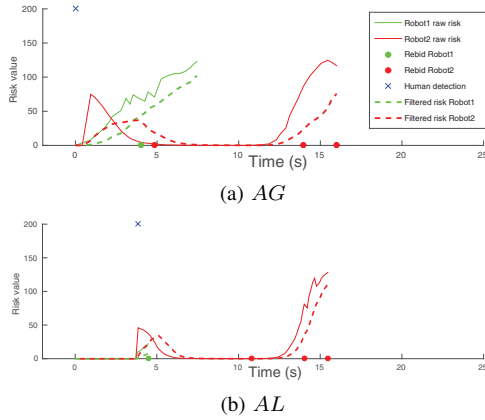 200
150
100
50
0
Risk value
0
5
10
15
20
25
Time (s)
Robot1 raw risk
Robot2 raw risk
Rebid Robot1
Rebid Robot2
Human detection
Filtered risk Robot1
Filtered risk Robot2
(a) AG
200
150
100
50
0
Risk value
0
5
10
15
20
25
Time (s)
(b) AL